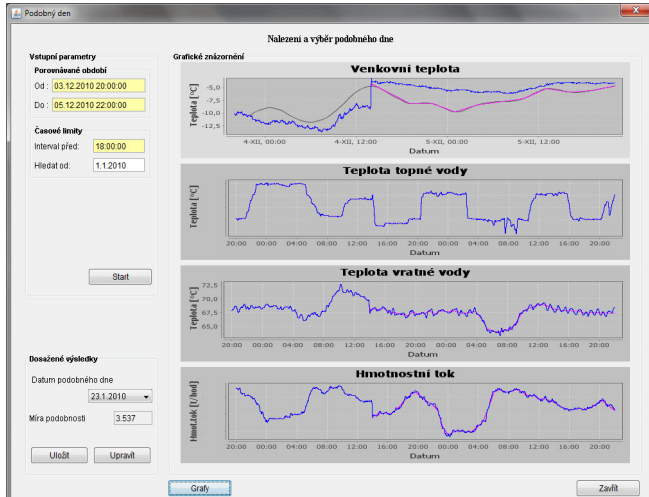 Podobný den
Nalezení a výběr podobného dne
Vstupní parametry
Porovnávané období
Od : 03.12.2010 20:00:00
Do : 05.12.2010 22:00:00
Časové limity
Interval před: 18:00:00
Hledat od: 1.1.2010
Start
Dosažené výsledky
Datum podobného dne
23.1.2010
Míra podobnosti 3.537
Uložit Upravit
Grafické znázornění
Venkovní teplota
Teplota [°C]
-5,0
-7,5
-10,0
-12,5
4-XII, 00:00 4-XII, 12:00 5-XII, 00:00 5-XII, 12:00
Datum
Teplota topné vody
Teplota [°C]
20:00 00:00 04:00 08:00 12:00 16:00 20:00 00:00 04:00 08:00 12:00 16:00 20:00
Datum
Teplota vratné vody
Teplota [°C]
72,5
70,0
67,5
65,0
20:00 00:00 04:00 08:00 12:00 16:00 20:00 00:00 04:00 08:00 12:00 16:00 20:00
Datum
Hmotnostní tok
Hmot.tok [t/hod]
20:00 00:00 04:00 08:00 12:00 16:00 20:00 00:00 04:00 08:00 12:00 16:00 20:00
Datum
Grafy
Zavřít